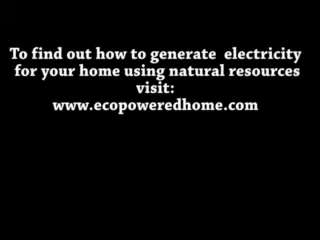 To find out how to generate electricity
for your home using natural resources
visit:
www.ecopoweredhome.com